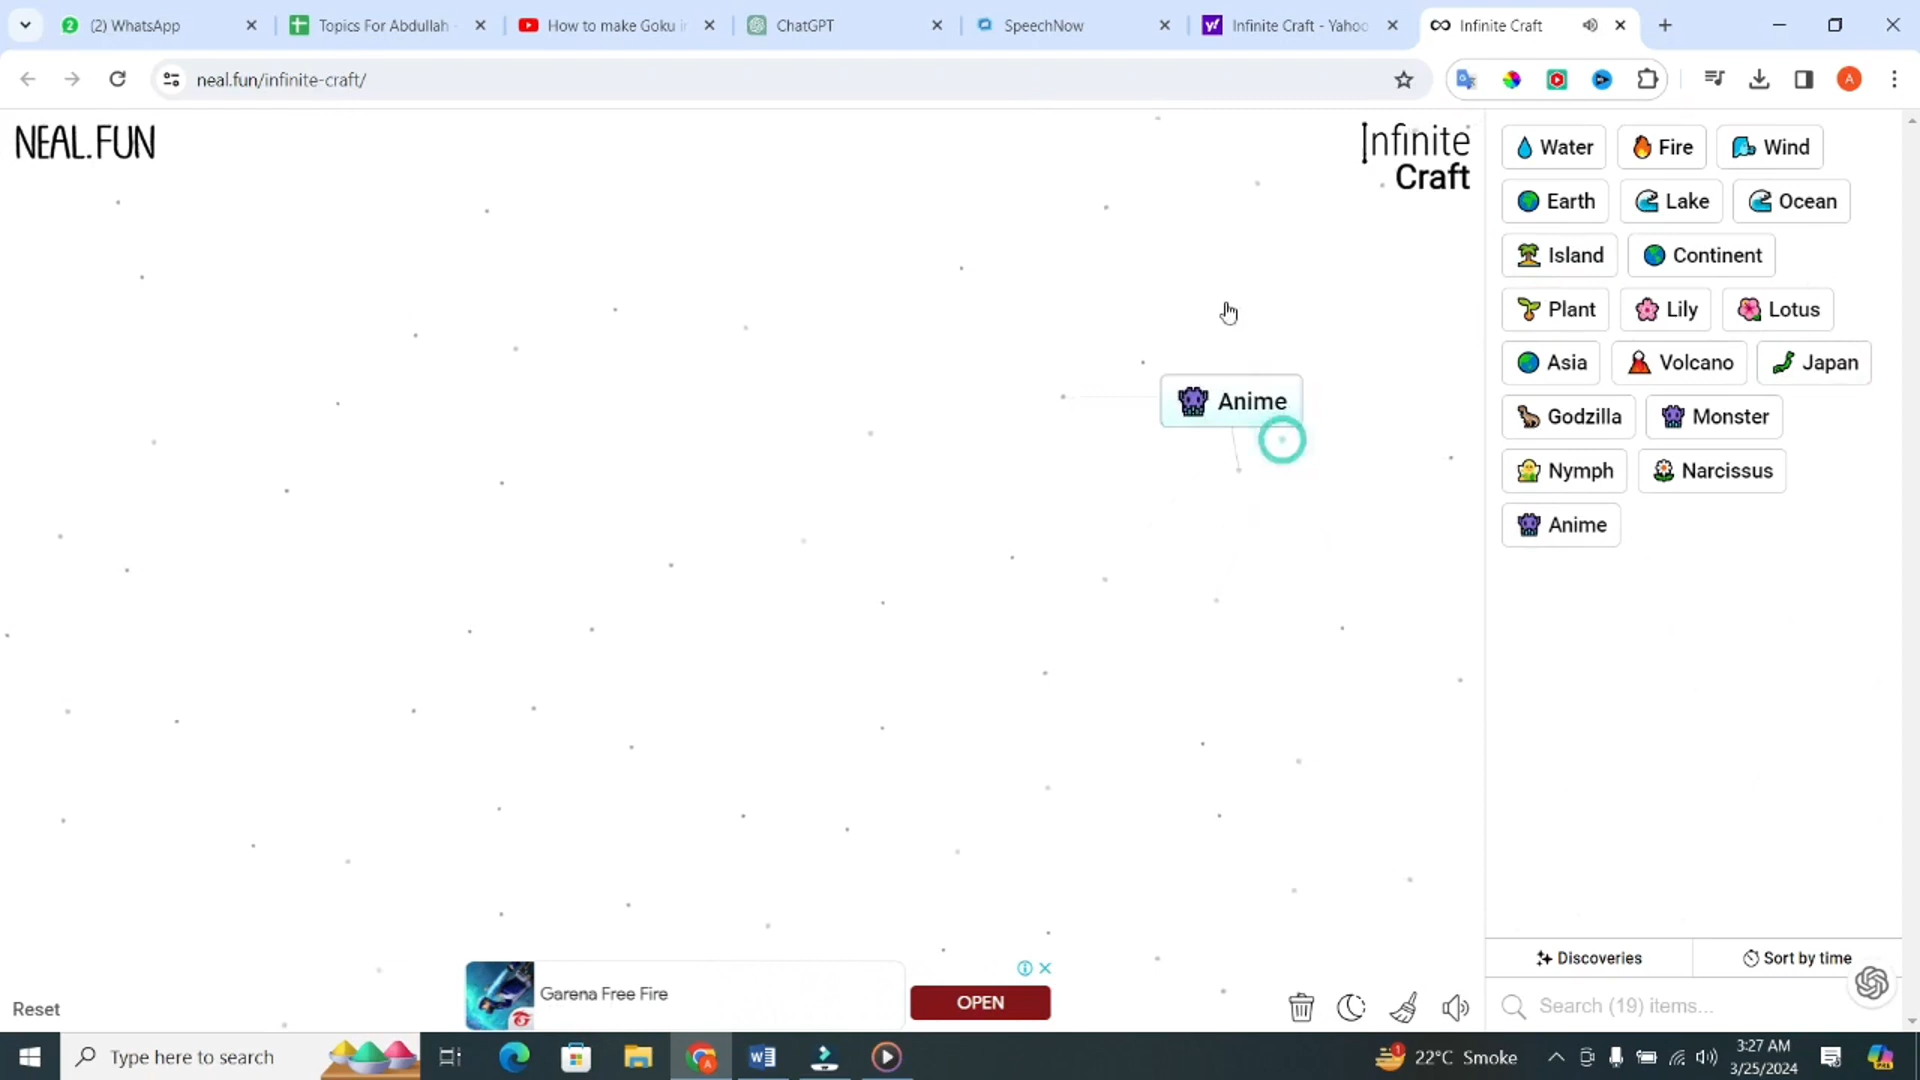 (2) WhatsApp
Topics For Abdullah -
How to make Goku i
ChatGPT
SpeechNow
Infinite Craft - Yahoo
Infinite Craft
neal.fun/infinite-craft/
A
NEAL.FUN
Infinite
Craft
Water
Fire
Wind
Earth
Lake
Ocean
Island
Continent
Plant
Lily
Lotus
Asia
Volcano
Japan
Godzilla
Monster
Nymph
Narcissus
Anime
Anime
Discoveries
Sort by time
Search (19) items...
Garena Free Fire
OPEN
Reset
Type here to search
22°C Smoke
3:27 AM
3/25/2024